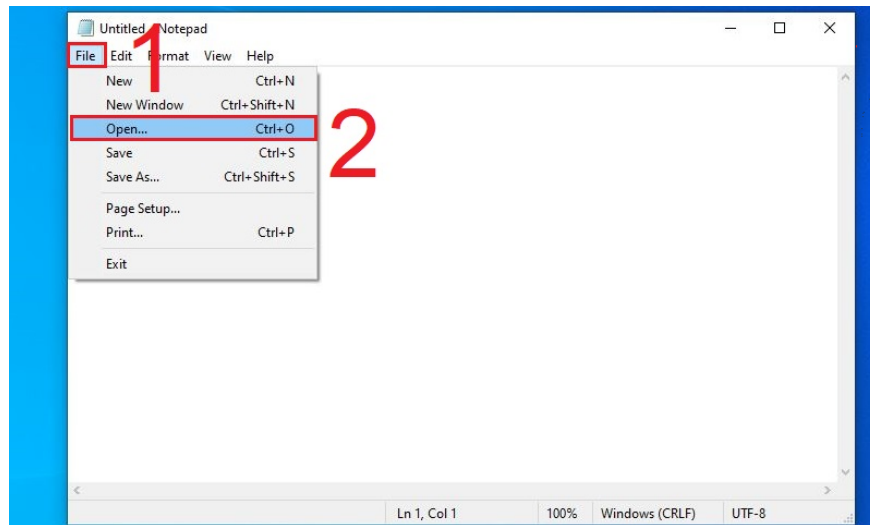 Untitled - Notepad
1
File Edit Format View Help
New Ctrl+N
New Window Ctrl+Shift+N
Open... Ctrl+O
2
Save Ctrl+S
Save As... Ctrl+Shift+S
Page Setup...
Print... Ctrl+P
Exit
Ln 1, Col 1 100% Windows (CRLF) UTF-8